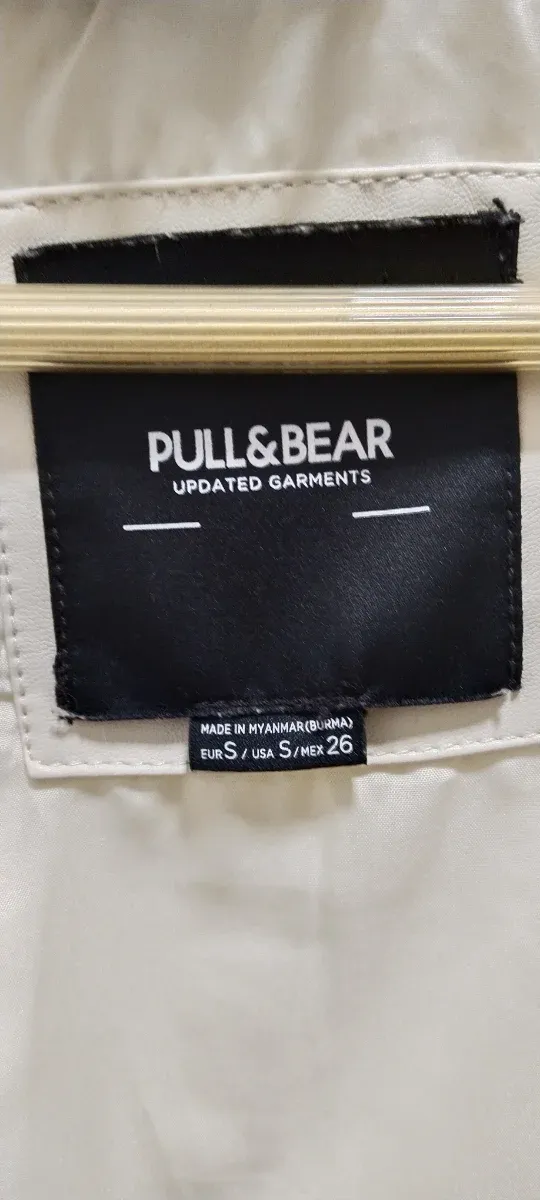 PULL&BEAR
UPDATED GARMENTS
MADE IN MYANMAR(BURMA)
EUR S / USA S / MEX 26